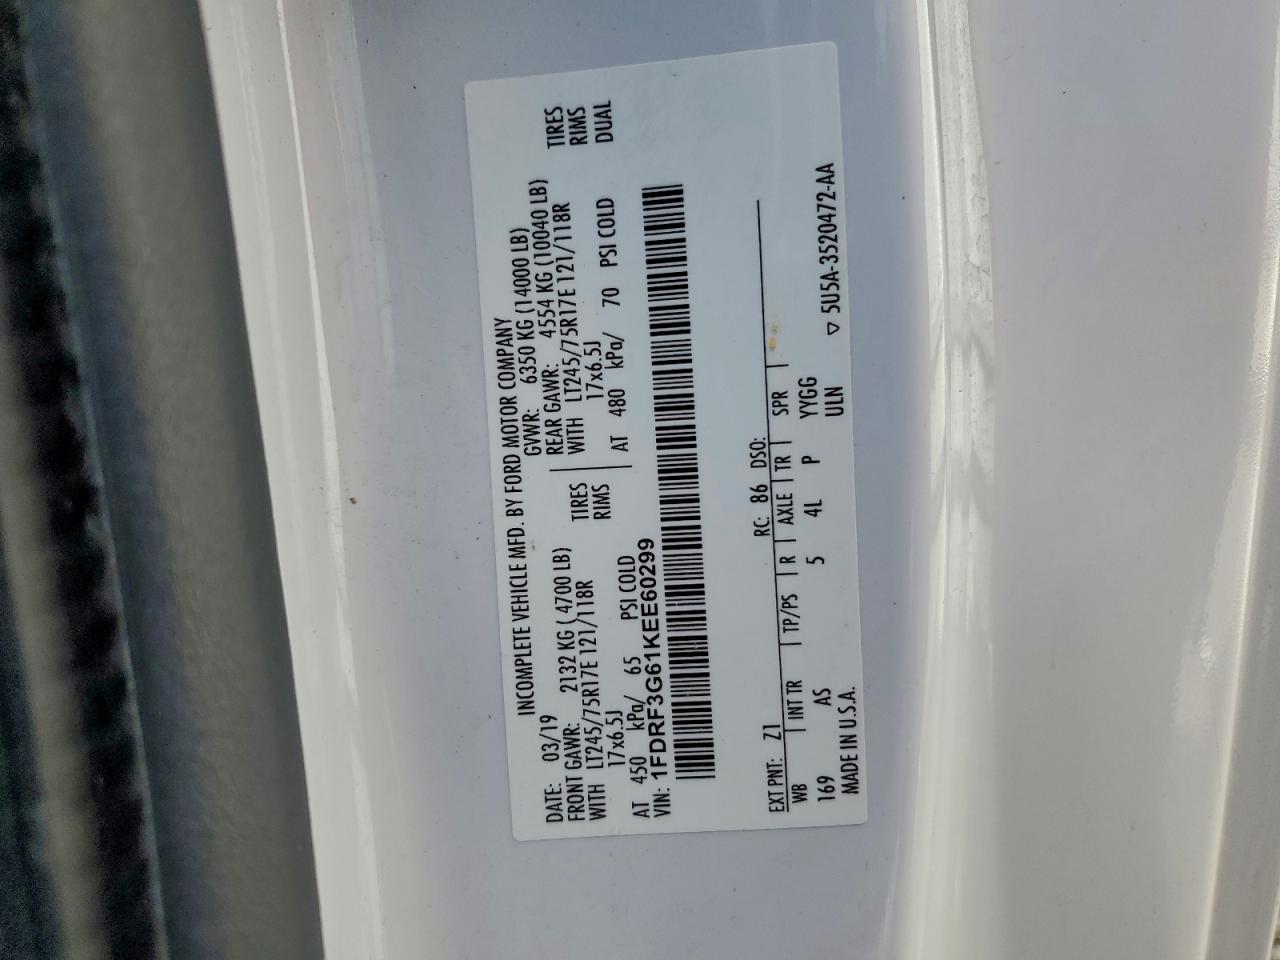 INCOMPLETE VEHICLE MFD. BY FORD MOTOR COMPANY
DATE: 03/19 GVWR: 6350 KG (14000 LB)
FRONT GAWR: 2132 KG ( 4700 LB) REAR GAWR: 4554 KG (10040 LB)
WITH LT245/75R17E 121/118R TIRES WITH LT245/75R17E 121/118R TIRES
17x6.5J RIMS 17x6.5J RIMS
AT 450 kPa/ 65 PSI COLD AT 480 kPa/ 70 PSI COLD DUAL
VIN: 1FDRF3G61KEE60299
EXT PNT: Z1 RC: 86 DSO:
WB INT TR TP/PS R AXLE TR SPR
169 AS 5 4L P YYGG
MADE IN U.S.A. ULN ▽ 5U5A-3520472-AA